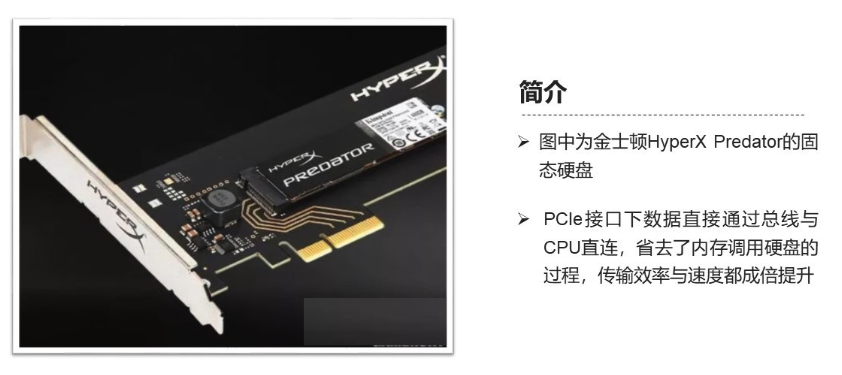 HYPERX
HYPERX
PREDATOR
Kingston
HYPERX
简介
➢ 图中为金士顿HyperX Predator的固
态硬盘
➢ PCIe接口下数据直接通过总线与
CPU直连，省去了内存调用硬盘的
过程，传输效率与速度都成倍提升